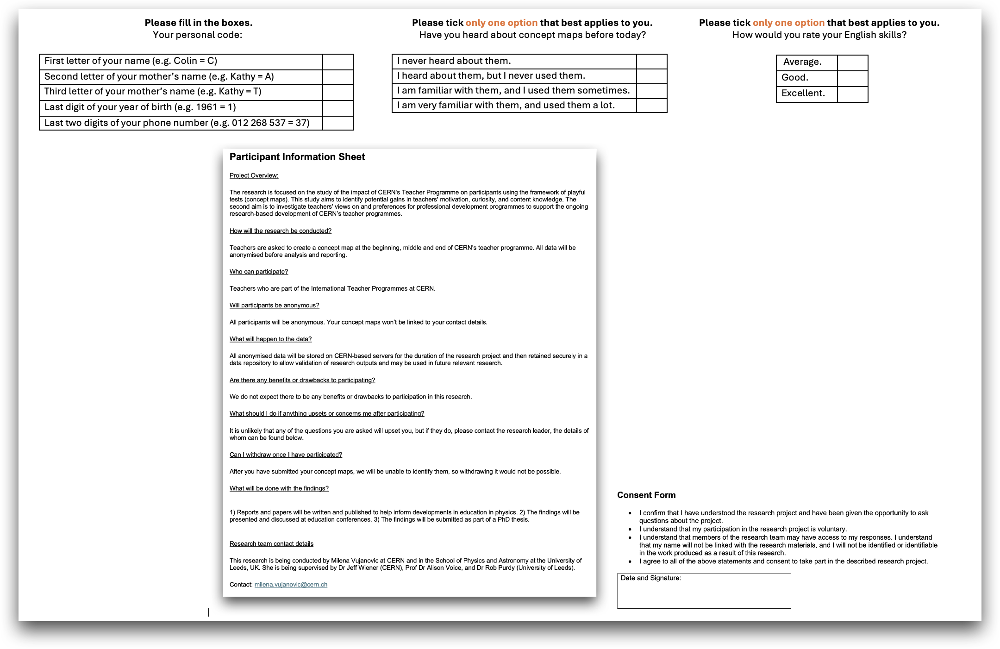 Please fill in the boxes.
Your personal code:
First letter of your name (e.g. Colin = C)
Second letter of your mother’s name (e.g. Kathy = A)
Third letter of your mother’s name (e.g. Kathy = T)
Last digit of your year of birth (e.g. 1961 = 1)
Last two digits of your phone number (e.g. 012 268 537 = 37)
Please tick only one option that best applies to you.
Have you heard about concept maps before today?
I never heard about them.
I heard about them, but I never used them.
I am familiar with them, and I used them sometimes.
I am very familiar with them, and used them a lot.
Please tick only one option that best applies to you.
How would you rate your English skills?
Average.
Good.
Excellent.
Participant Information Sheet
Project Overview:
The research is focused on the study of the impact of CERN's Teacher Programme on participants using the framework of playful
tests (concept maps). This study aims to identify potential gains in teachers' motivation, curiosity, and content knowledge. The
second aim is to investigate teachers' views on and preferences for professional development programmes to support the ongoing
research-based development of CERN's teacher programmes.
How will the research be conducted?
Teachers are asked to create a concept map at the beginning, middle and end of CERN’s teacher programme. All data will be
anonymised before analysis and reporting.
Who can participate?
Teachers who are part of the International Teacher Programmes at CERN.
Will participants be anonymous?
All participants will be anonymous. Your concept maps won’t be linked to your contact details.
What will happen to the data?
All anonymised data will be stored on CERN-based servers for the duration of the research project and then retained securely in a
data repository to allow validation of research outputs and may be used in future relevant research.
Are there any benefits or drawbacks to participating?
We do not expect there to be any benefits or drawbacks to participation in this research.
What should I do if anything upsets or concerns me after participating?
It is unlikely that any of the questions you are asked will upset you, but if they do, please contact the research leader, the details of
whom can be found below.
Can I withdraw once I have participated?
After you have submitted your concept maps, we will be unable to identify them, so withdrawing it would not be possible.
What will be done with the findings?
1) Reports and papers will be written and published to help inform developments in education in physics. 2) The findings will be
presented and discussed at education conferences. 3) The findings will be submitted as part of a PhD thesis.
Research team contact details
This research is being conducted by Milena Vujanovic at CERN and in the School of Physics and Astronomy at the University of
Leeds, UK. She is being supervised by Dr Jeff Wiener (CERN), Prof Dr Alison Voice, and Dr Rob Purdy (University of Leeds).
Contact: milena.vujanovic@cern.ch
Consent Form
• I confirm that I have understood the research project and have been given the opportunity to ask
questions about the project.
• I understand that my participation in the research project is voluntary.
• I understand that members of the research team may have access to my responses. I understand
that my name will not be linked with the research materials, and I will not be identified or identifiable
in the work produced as a result of this research.
• I agree to all of the above statements and consent to take part in the described research project.
Date and Signature: